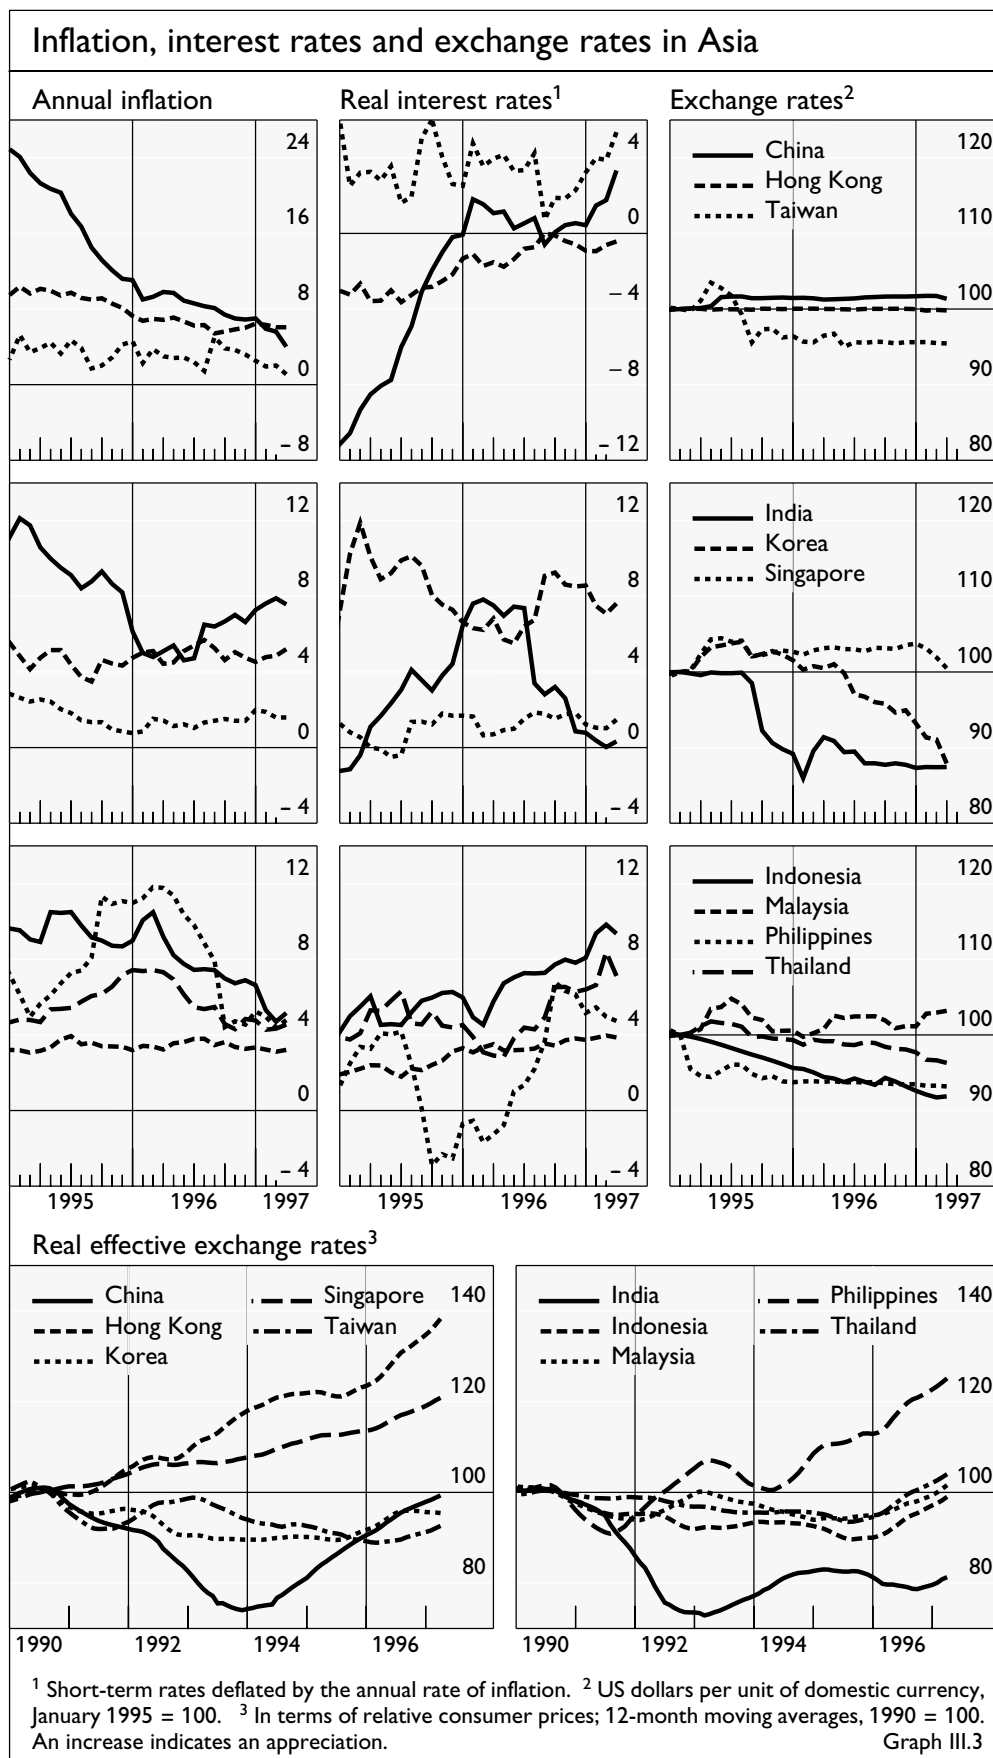 Inflation, interest rates and exchange rates in Asia
Annual inflation
Real interest rates¹
Exchange rates²
24
16
8
0
– 8
4
0
– 4
– 8
– 12
China
Hong Kong
Taiwan
120
110
100
90
80
12
8
4
0
– 4
12
8
4
0
– 4
India
Korea
Singapore
120
110
100
90
80
12
8
4
0
– 4
1995 1996 1997
12
8
4
0
– 4
1995 1996 1997
Indonesia
Malaysia
Philippines
Thailand
120
110
100
90
80
1995 1996 1997
Real effective exchange rates³
China Singapore
Hong Kong Taiwan
Korea
140
120
100
80
1990 1992 1994 1996
India Philippines
Indonesia Thailand
Malaysia
140
120
100
80
1990 1992 1994 1996
¹ Short-term rates deflated by the annual rate of inflation. ² US dollars per unit of domestic currency,
January 1995 = 100. ³ In terms of relative consumer prices; 12-month moving averages, 1990 = 100.
An increase indicates an appreciation. Graph III.3